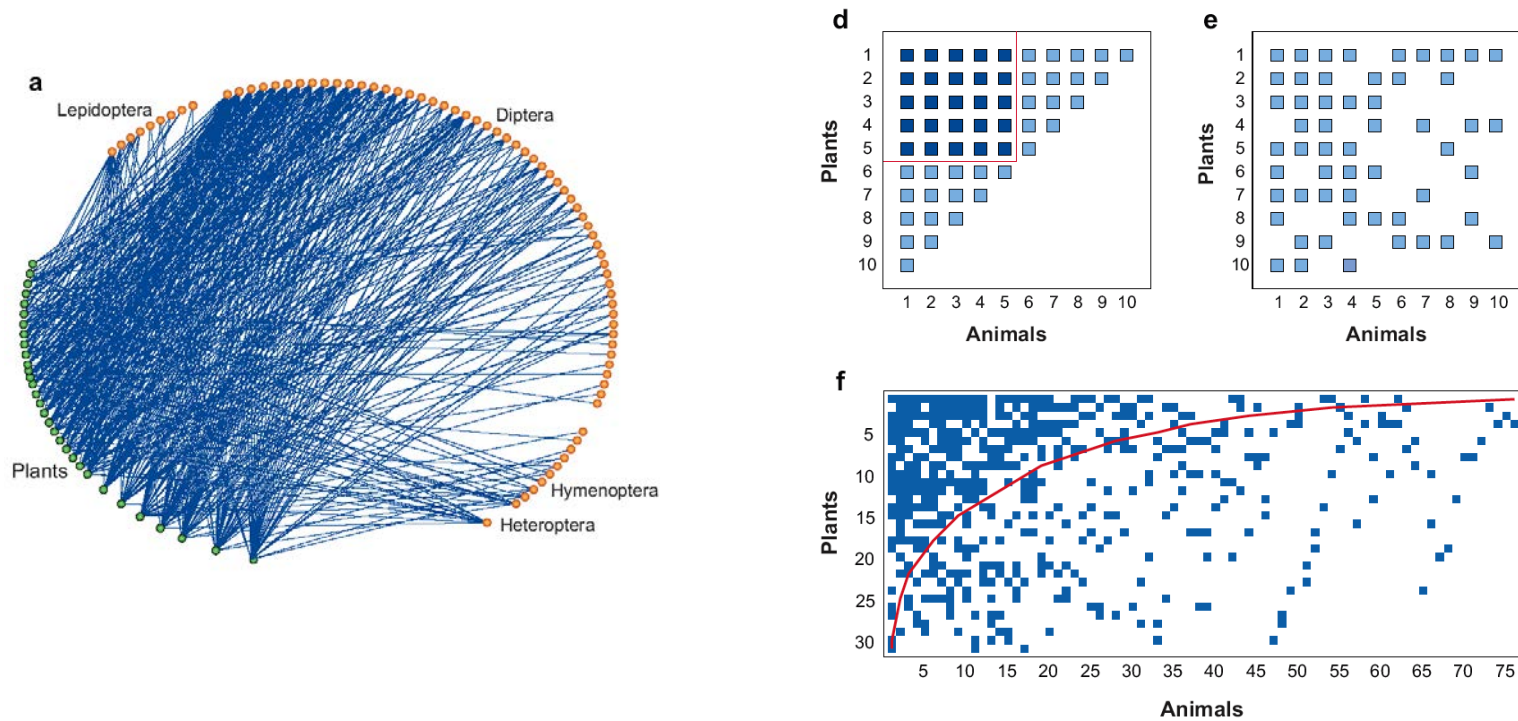 a
Lepidoptera
Diptera
Plants
Hymenoptera
Heteroptera
d
Plants
1
2
3
4
5
6
7
8
9
10
1 2 3 4 5 6 7 8 9 10
Animals
e
Plants
1
2
3
4
5
6
7
8
9
10
1 2 3 4 5 6 7 8 9 10
Animals
f
Plants
5
10
15
20
25
30
5 10 15 20 25 30 35 40 45 50 55 60 65 70 75
Animals